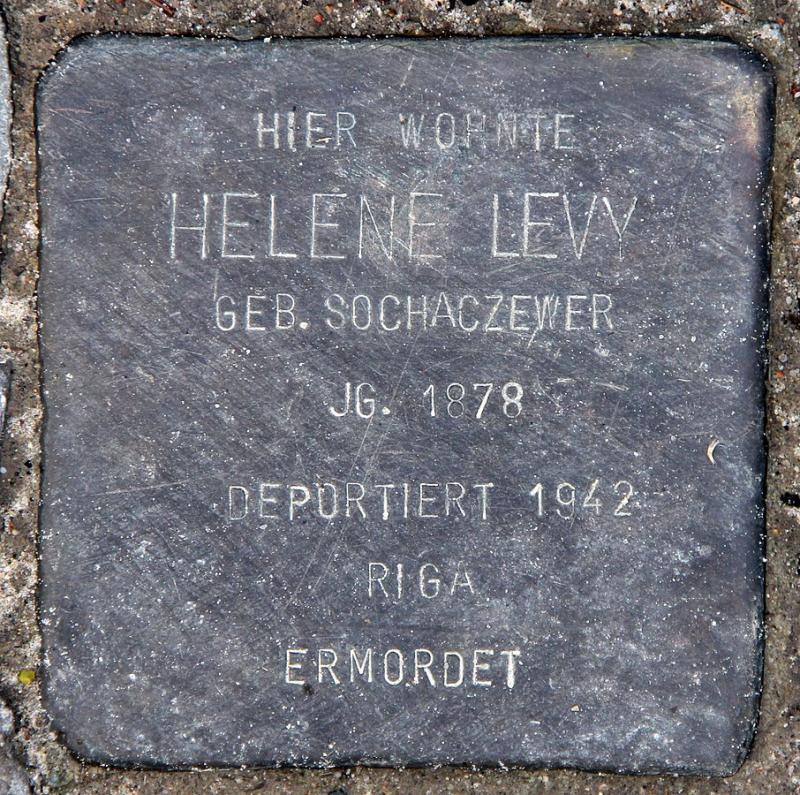 HIER WOHNTE
HELENE LEVY
GEB. SOCHACZEWER
JG. 1878
DEPORTIERT 1942
RIGA
ERMORDET